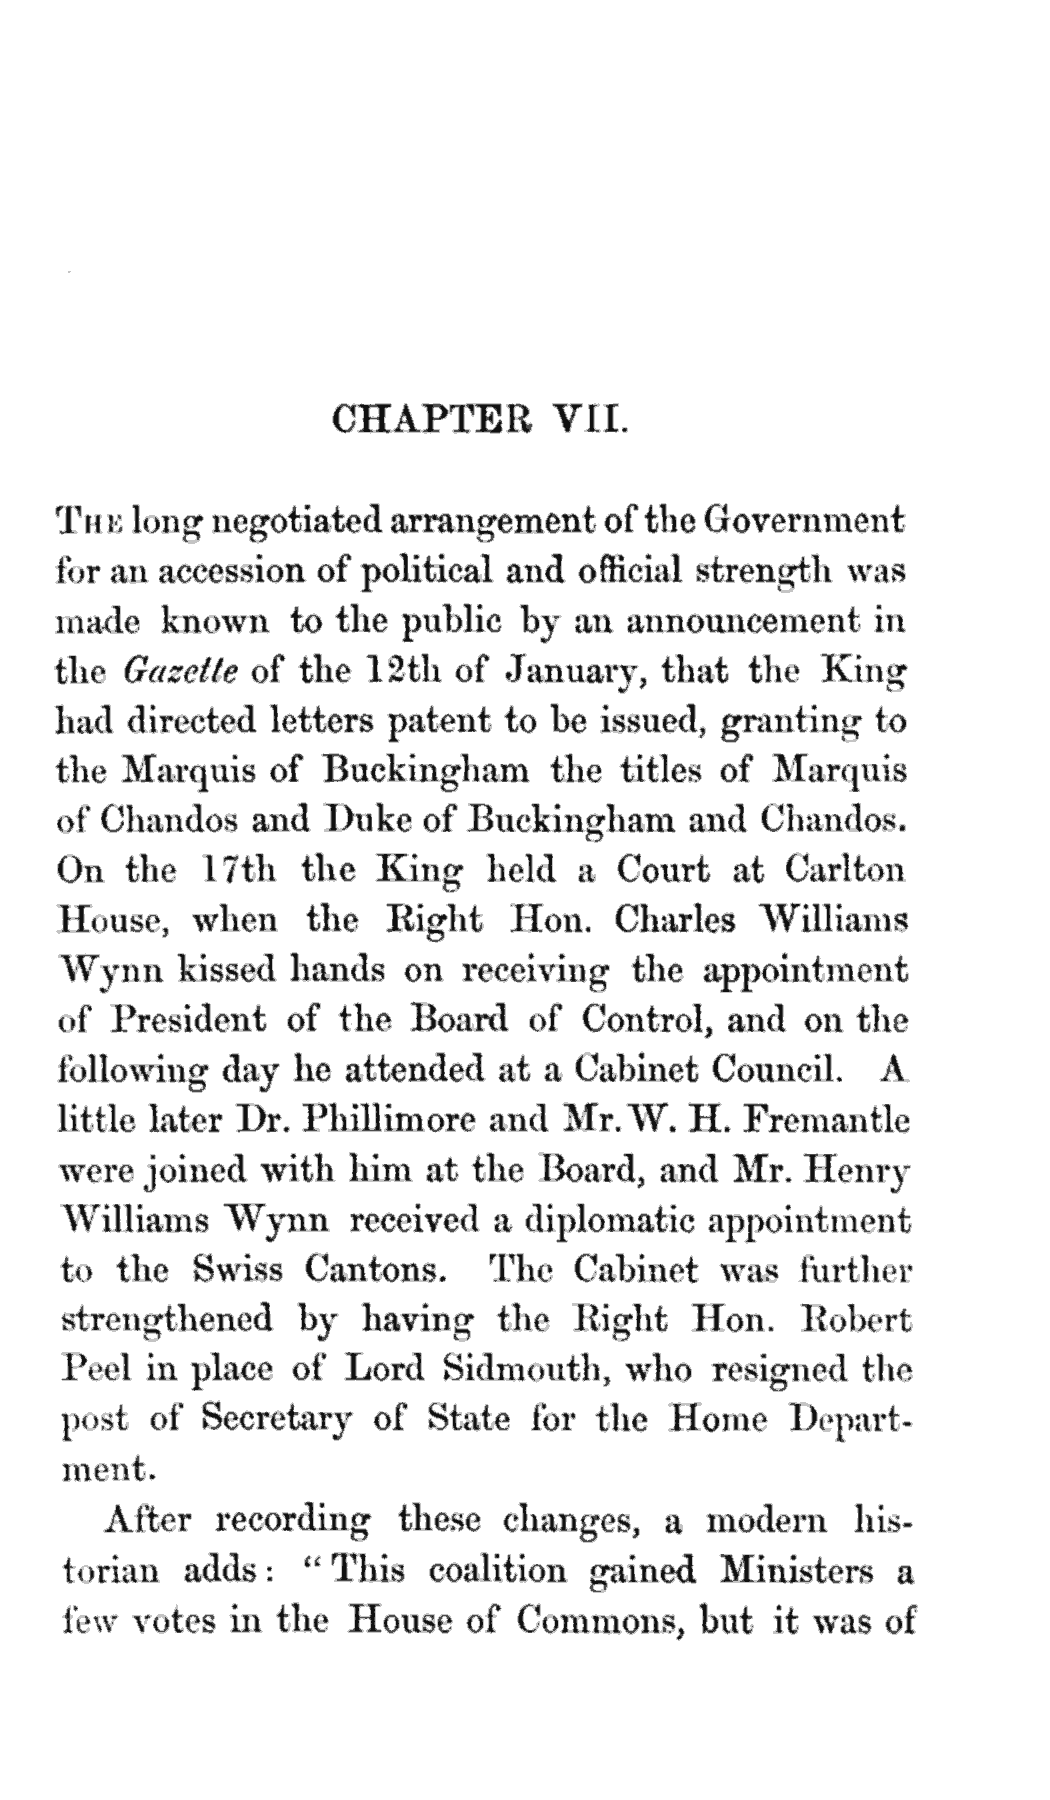 CHAPTER VII.
THE long negotiated arrangement of the Government
for an accession of political and official strength was
made known to the public by an announcement in
the Gazette of the 12th of January, that the King
had directed letters patent to be issued, granting to
the Marquis of Buckingham the titles of Marquis
of Chandos and Duke of Buckingham and Chandos.
On the 17th the King held a Court at Carlton
House, when the Right Hon. Charles Williams
Wynn kissed hands on receiving the appointment
of President of the Board of Control, and on the
following day he attended at a Cabinet Council. A
little later Dr. Phillimore and Mr. W. H. Fremantle
were joined with him at the Board, and Mr. Henry
Williams Wynn received a diplomatic appointment
to the Swiss Cantons. The Cabinet was further
strengthened by having the Right Hon. Robert
Peel in place of Lord Sidmouth, who resigned the
post of Secretary of State for the Home Depart-
ment.
After recording these changes, a modern his-
torian adds: “This coalition gained Ministers a
few votes in the House of Commons, but it was of